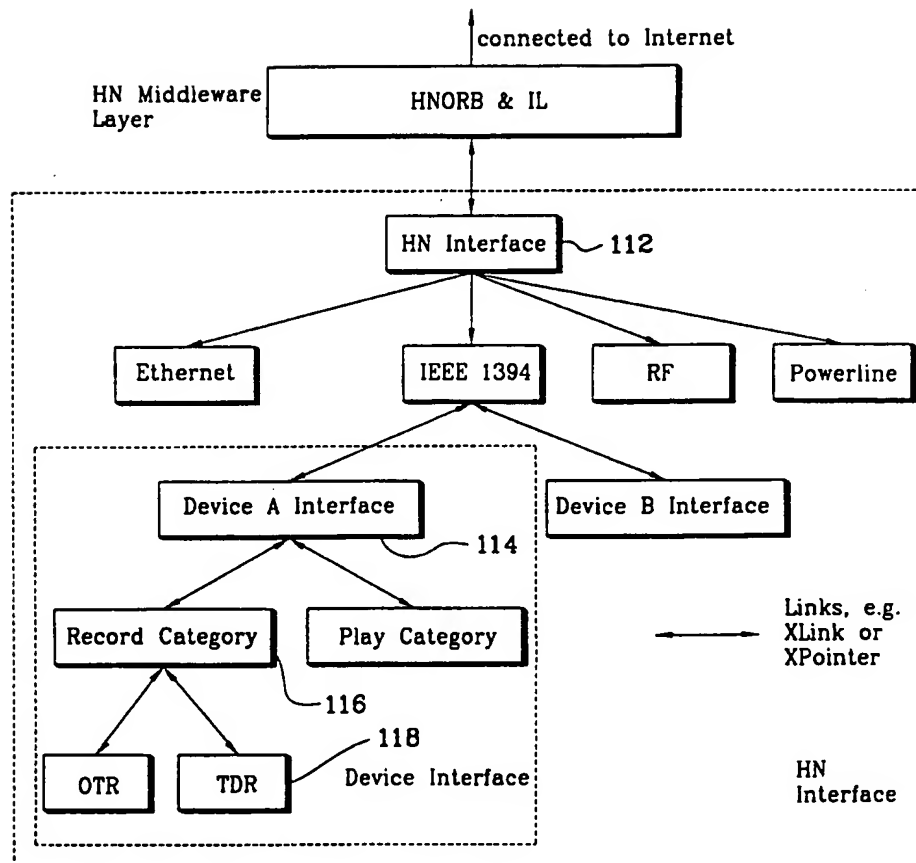 connected to Internet
HN Middleware
Layer
HNORB & IL
HN Interface
112
Ethernet
IEEE 1394
RF
Powerline
Device A Interface
Device B Interface
114
Record Category
Play Category
Links, e.g.
XLink or
XPointer
116
118
OTR
TDR
Device Interface
HN
Interface